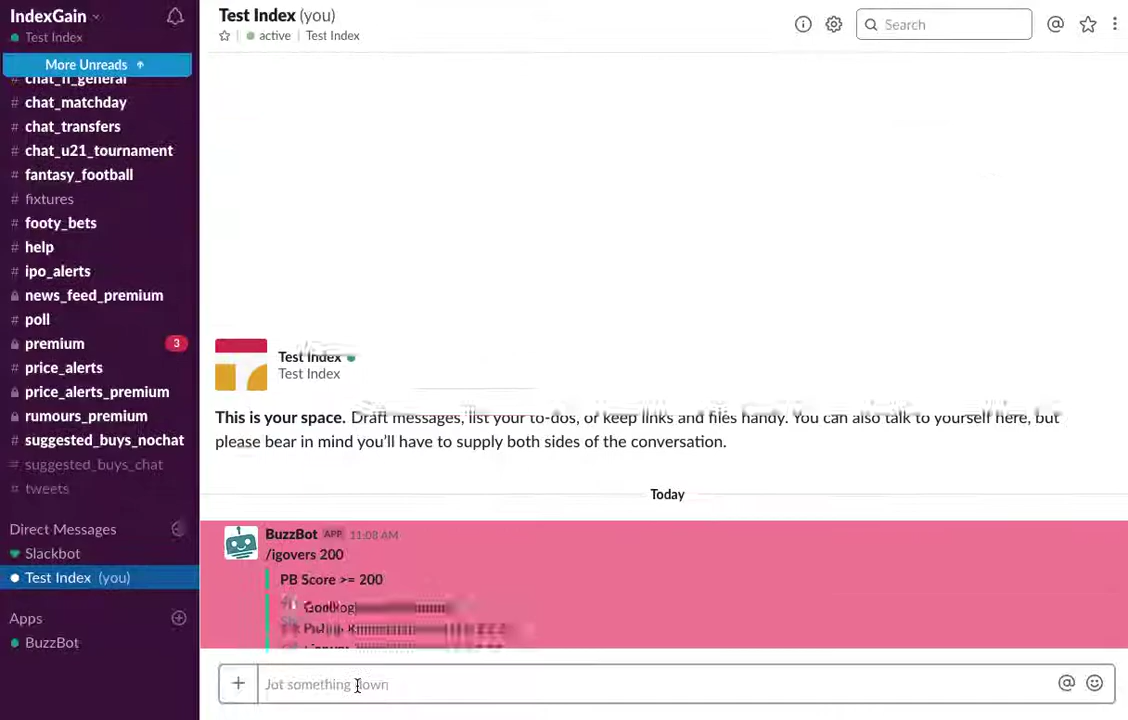 IndexGain
Test Index
More Unreads ↑
# chat_matchday
# chat_transfers
# chat_u21_tournament
# fantasy_football
# fixtures
# footy_bets
# help
# ipo_alerts
news_feed_premium
# poll
premium 3
# price_alerts
price_alerts_premium
rumours_premium
# suggested_buys_nochat
# suggested_buys_chat
# tweets
Direct Messages
Slackbot
Test Index (you)
Apps
BuzzBot
Test Index (you)
active | Test Index
Search
Test Index
Test Index
This is your space. Draft messages, list your to-dos, or keep links and files handy. You can also talk to yourself here, but
please bear in mind you’ll have to supply both sides of the conversation.
Today
BuzzBot APP 11:08 AM
/igovers 200
PB Score >= 200
Jot something down